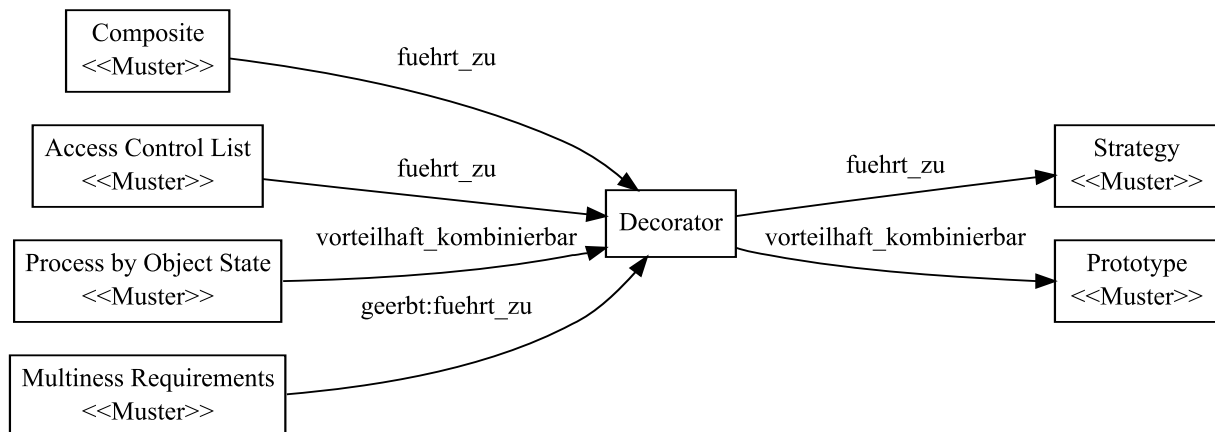 Composite
<<Muster>>
fuehrt_zu
Access Control List
<<Muster>>
fuehrt_zu
Process by Object State
<<Muster>>
vorteilhaft_kombinierbar
Multiness Requirements
<<Muster>>
geerbt:fuehrt_zu
Decorator
fuehrt_zu
Strategy
<<Muster>>
vorteilhaft_kombinierbar
Prototype
<<Muster>>